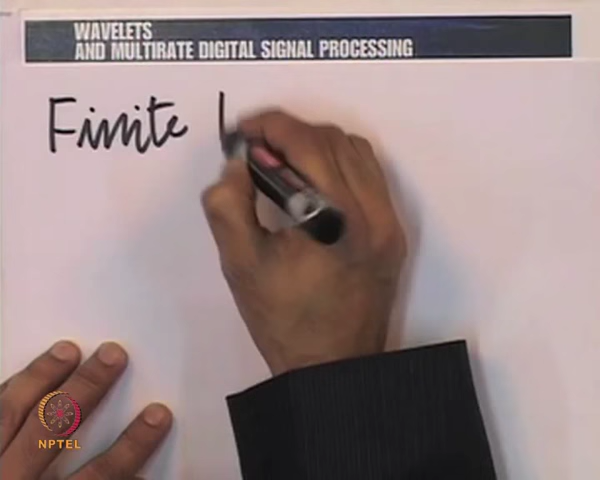 WAVELETS
AND MULTIRATE DIGITAL SIGNAL PROCESSING
Finite
NPTEL